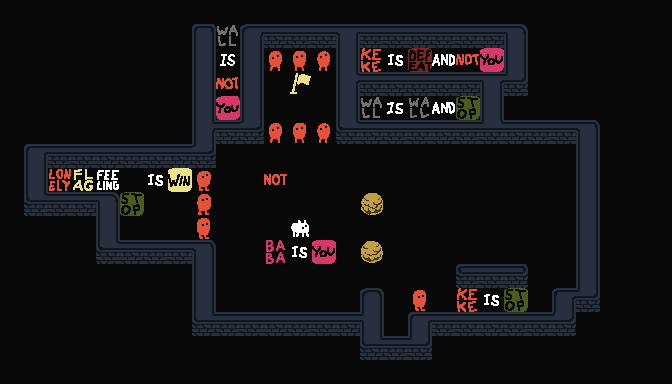 WALL
IS
NOT
YOU
KEKE IS DEFEAT AND NOT YOU
WALL IS WALL AND STOP
LONELY FLAG FEELING IS WIN
STOP
NOT
BABA IS YOU
KEKE IS STOP